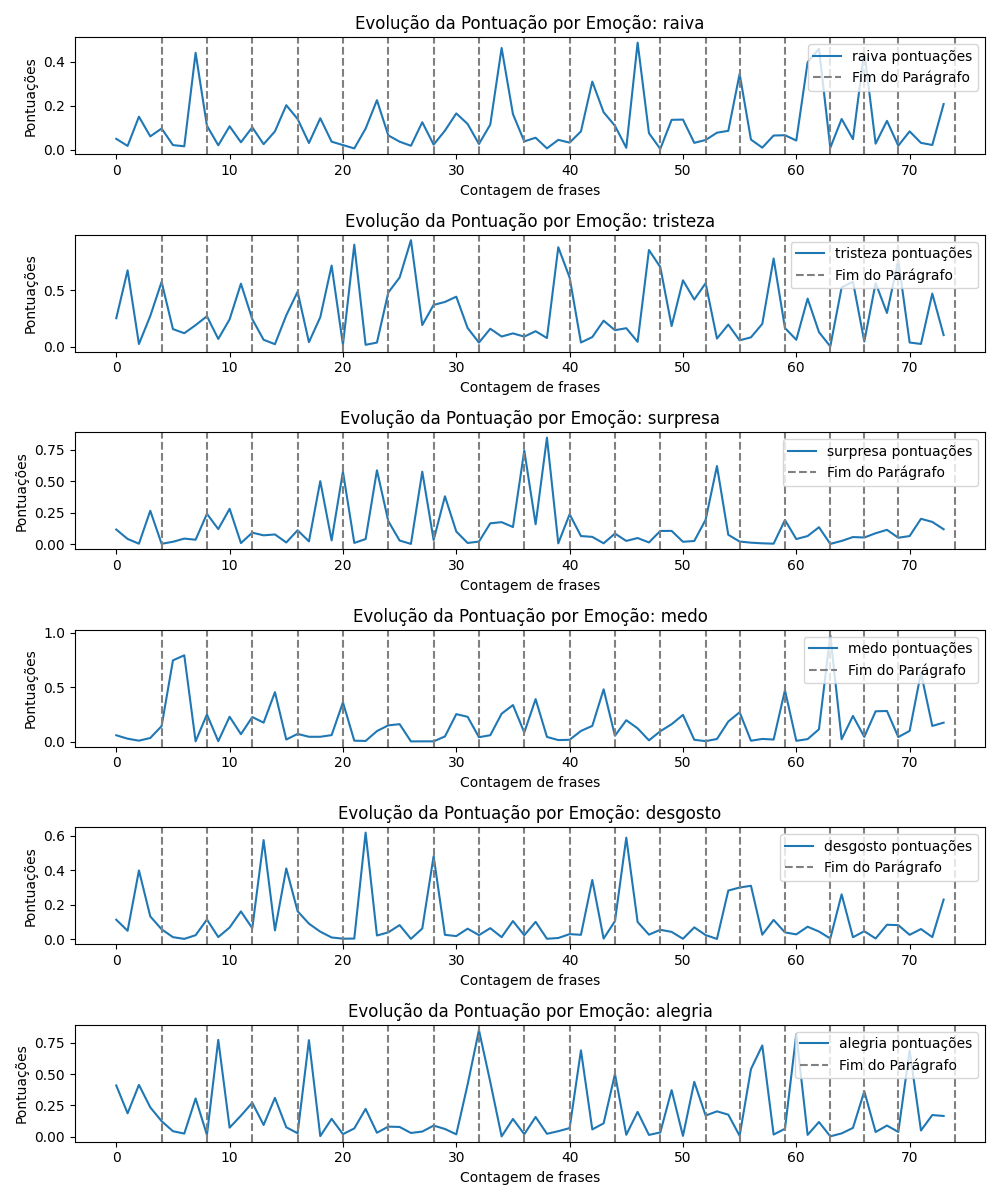 Evolução da Pontuação por Emoção: raiva
Pontuações
0.4
0.2
0.0
raiva pontuações
Fim do Parágrafo
0 10 20 30 40 50 60 70
Contagem de frases
Evolução da Pontuação por Emoção: tristeza
Pontuações
0.5
0.0
tristeza pontuações
Fim do Parágrafo
0 10 20 30 40 50 60 70
Contagem de frases
Evolução da Pontuação por Emoção: surpresa
Pontuações
0.75
0.50
0.25
0.00
surpresa pontuações
Fim do Parágrafo
0 10 20 30 40 50 60 70
Contagem de frases
Evolução da Pontuação por Emoção: medo
Pontuações
1.0
0.5
0.0
medo pontuações
Fim do Parágrafo
0 10 20 30 40 50 60 70
Contagem de frases
Evolução da Pontuação por Emoção: desgosto
Pontuações
0.6
0.4
0.2
0.0
desgosto pontuações
Fim do Parágrafo
0 10 20 30 40 50 60 70
Contagem de frases
Evolução da Pontuação por Emoção: alegria
Pontuações
0.75
0.50
0.25
0.00
alegria pontuações
Fim do Parágrafo
0 10 20 30 40 50 60 70
Contagem de frases